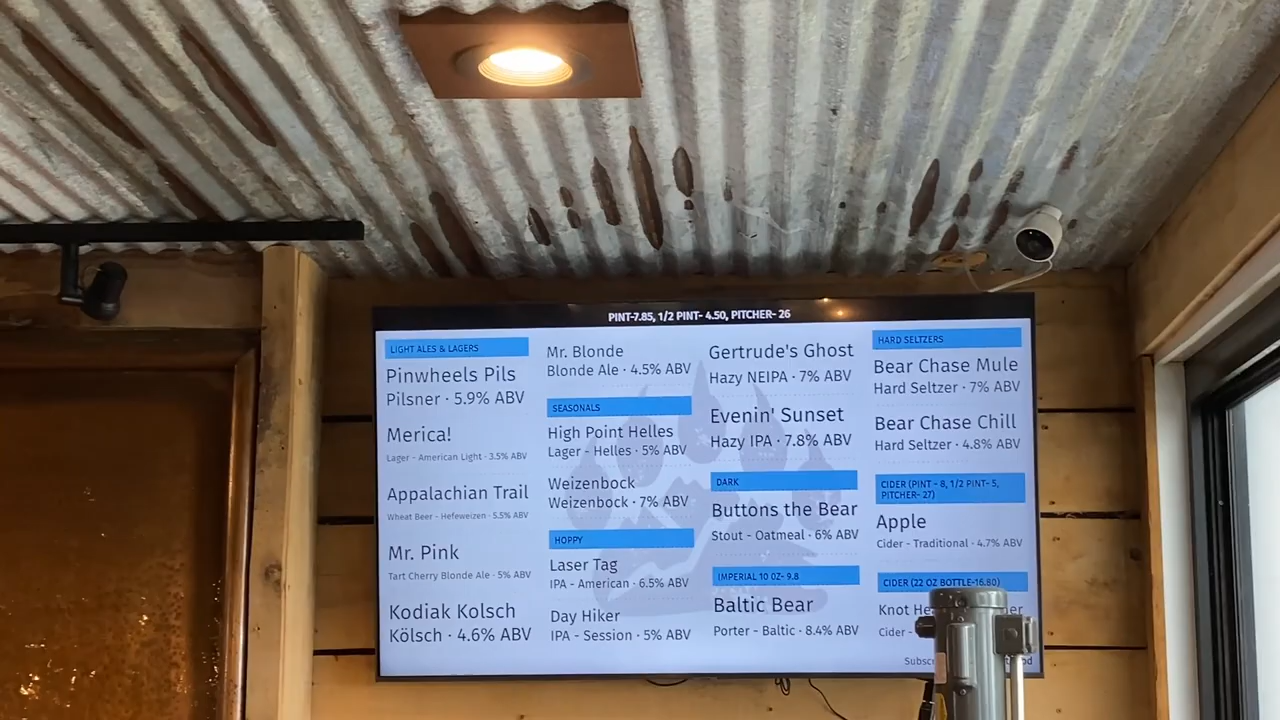 PINT-7.85, 1/2 PINT- 4.50, PITCHER- 26
LIGHT ALES & LAGERS
Pinwheels Pils
Pilsner · 5.9% ABV
Merica!
Lager - American Light · 3.5% ABV
Appalachian Trail
Wheat Beer - Hefeweizen · 5.5% ABV
Mr. Pink
Tart Cherry Blonde Ale · 5% ABV
Kodiak Kolsch
Kölsch · 4.6% ABV
Mr. Blonde
Blonde Ale · 4.5% ABV
SEASONALS
High Point Helles
Lager - Helles · 5% ABV
Weizenbock
Weizenbock · 7% ABV
HOPPY
Laser Tag
IPA - American · 6.5% ABV
Day Hiker
IPA - Session · 5% ABV
Gertrude's Ghost
Hazy NEIPA · 7% ABV
Evenin' Sunset
Hazy IPA · 7.8% ABV
DARK
Buttons the Bear
Stout - Oatmeal · 6% ABV
IMPERIAL 10 OZ- 9.8
Baltic Bear
Porter - Baltic · 8.4% ABV
HARD SELTZERS
Bear Chase Mule
Hard Seltzer · 7% ABV
Bear Chase Chill
Hard Seltzer · 4.8% ABV
CIDER (PINT - 8, 1/2 PINT- 5,
PITCHER- 27)
Apple
Cider - Traditional · 4.7% ABV
CIDER (22 OZ BOTTLE-16.80)
Knot
Cider -